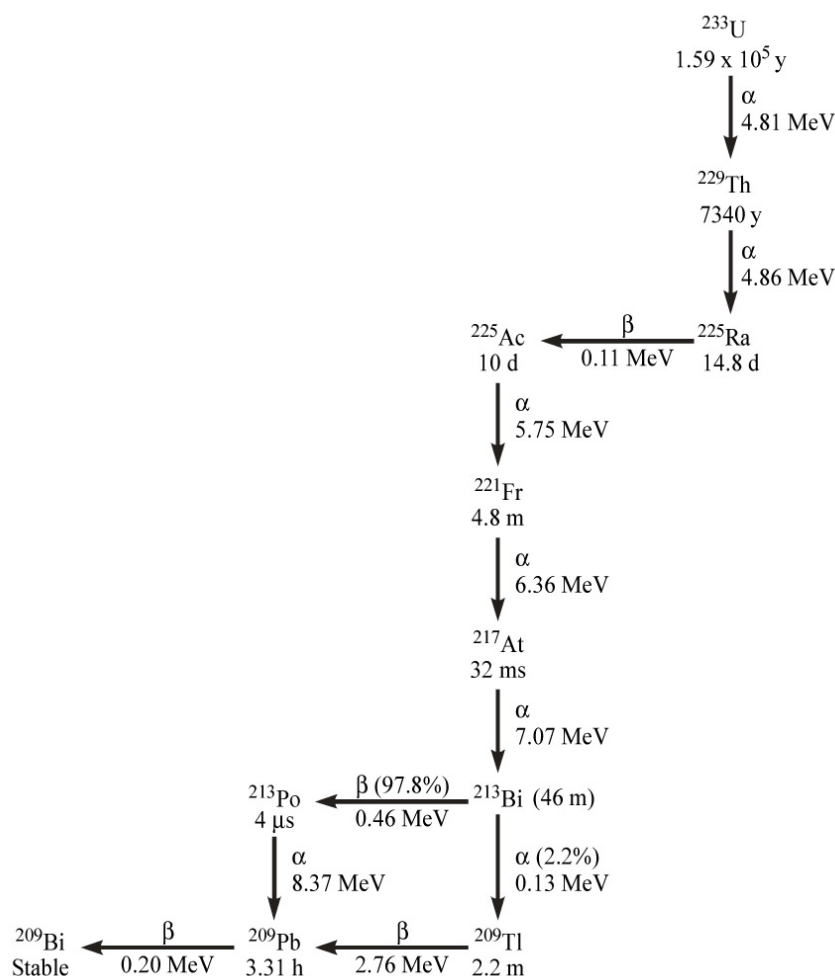 ²³³U
1.59 x 10⁵ y
α
4.81 MeV
²²⁹Th
7340 y
α
4.86 MeV
²²⁵Ac
10 d
β
0.11 MeV
²²⁵Ra
14.8 d
α
5.75 MeV
²²¹Fr
4.8 m
α
6.36 MeV
²¹⁷At
32 ms
α
7.07 MeV
²¹³Po
4 μs
β (97.8%)
0.46 MeV
²¹³Bi (46 m)
α
8.37 MeV
α (2.2%)
0.13 MeV
²⁰⁹Bi
Stable
β
0.20 MeV
²⁰⁹Pb
3.31 h
β
2.76 MeV
²⁰⁹Tl
2.2 m